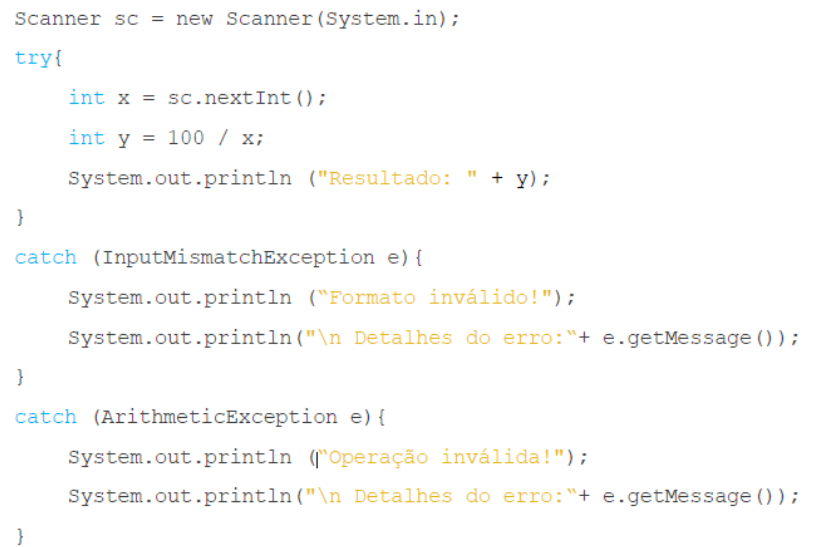 Scanner sc = new Scanner(System.in);
try{
int x = sc.nextInt();
int y = 100 / x;
System.out.println ("Resultado: " + y);
}
catch (InputMismatchException e){
System.out.println (“Formato inválido!");
System.out.println("\n Detalhes do erro:“+ e.getMessage());
}
catch (ArithmeticException e){
System.out.println (“Operação inválida!");
System.out.println("\n Detalhes do erro:“+ e.getMessage());
}